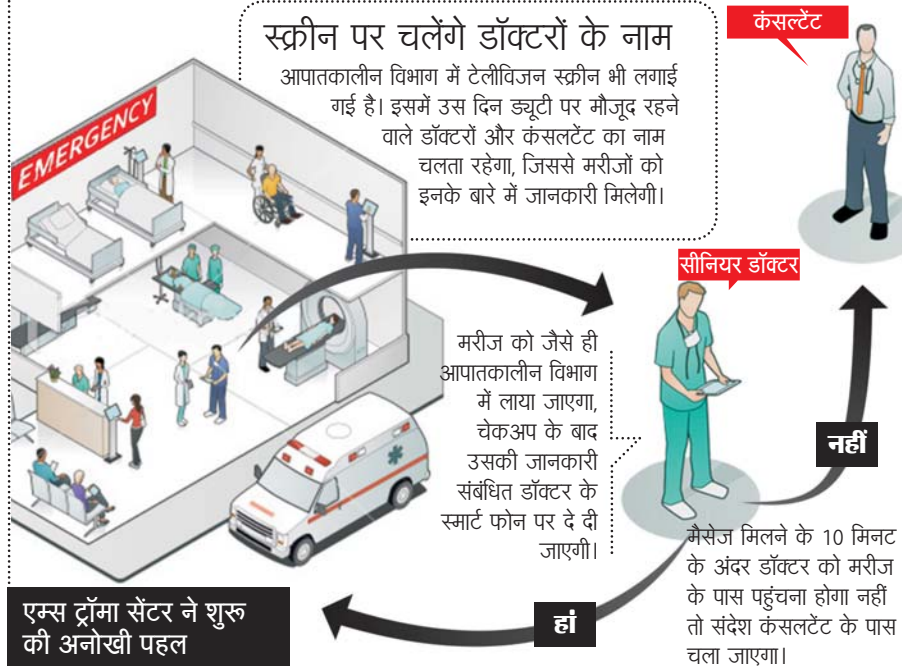 स्क्रीन पर चलेंगे डॉक्टरों के नाम
आपातकालीन विभाग में टेलीविजन स्क्रीन भी लगाई
गई है। इसमें उस दिन ड्यूटी पर मौजूद रहने
वाले डॉक्टरों और कंसलटेंट का नाम
चलता रहेगा, जिससे मरीजों को
इनके बारे में जानकारी मिलेगी।
कंसल्टेंट
EMERGENCY
सीनियर डॉक्टर
मरीज को जैसे ही
आपातकालीन विभाग
में लाया जाएगा,
चेकअप के बाद
उसकी जानकारी
संबंधित डॉक्टर के
स्मार्ट फोन पर दे दी
जाएगी।
नहीं
मैसेज मिलने के 10 मिनट
के अंदर डॉक्टर को मरीज
के पास पहुंचना होगा नहीं
तो संदेश कंसलटेंट के पास
चला जाएगा।
हां
एम्स ट्रॉमा सेंटर ने शुरू
की अनोखी पहल